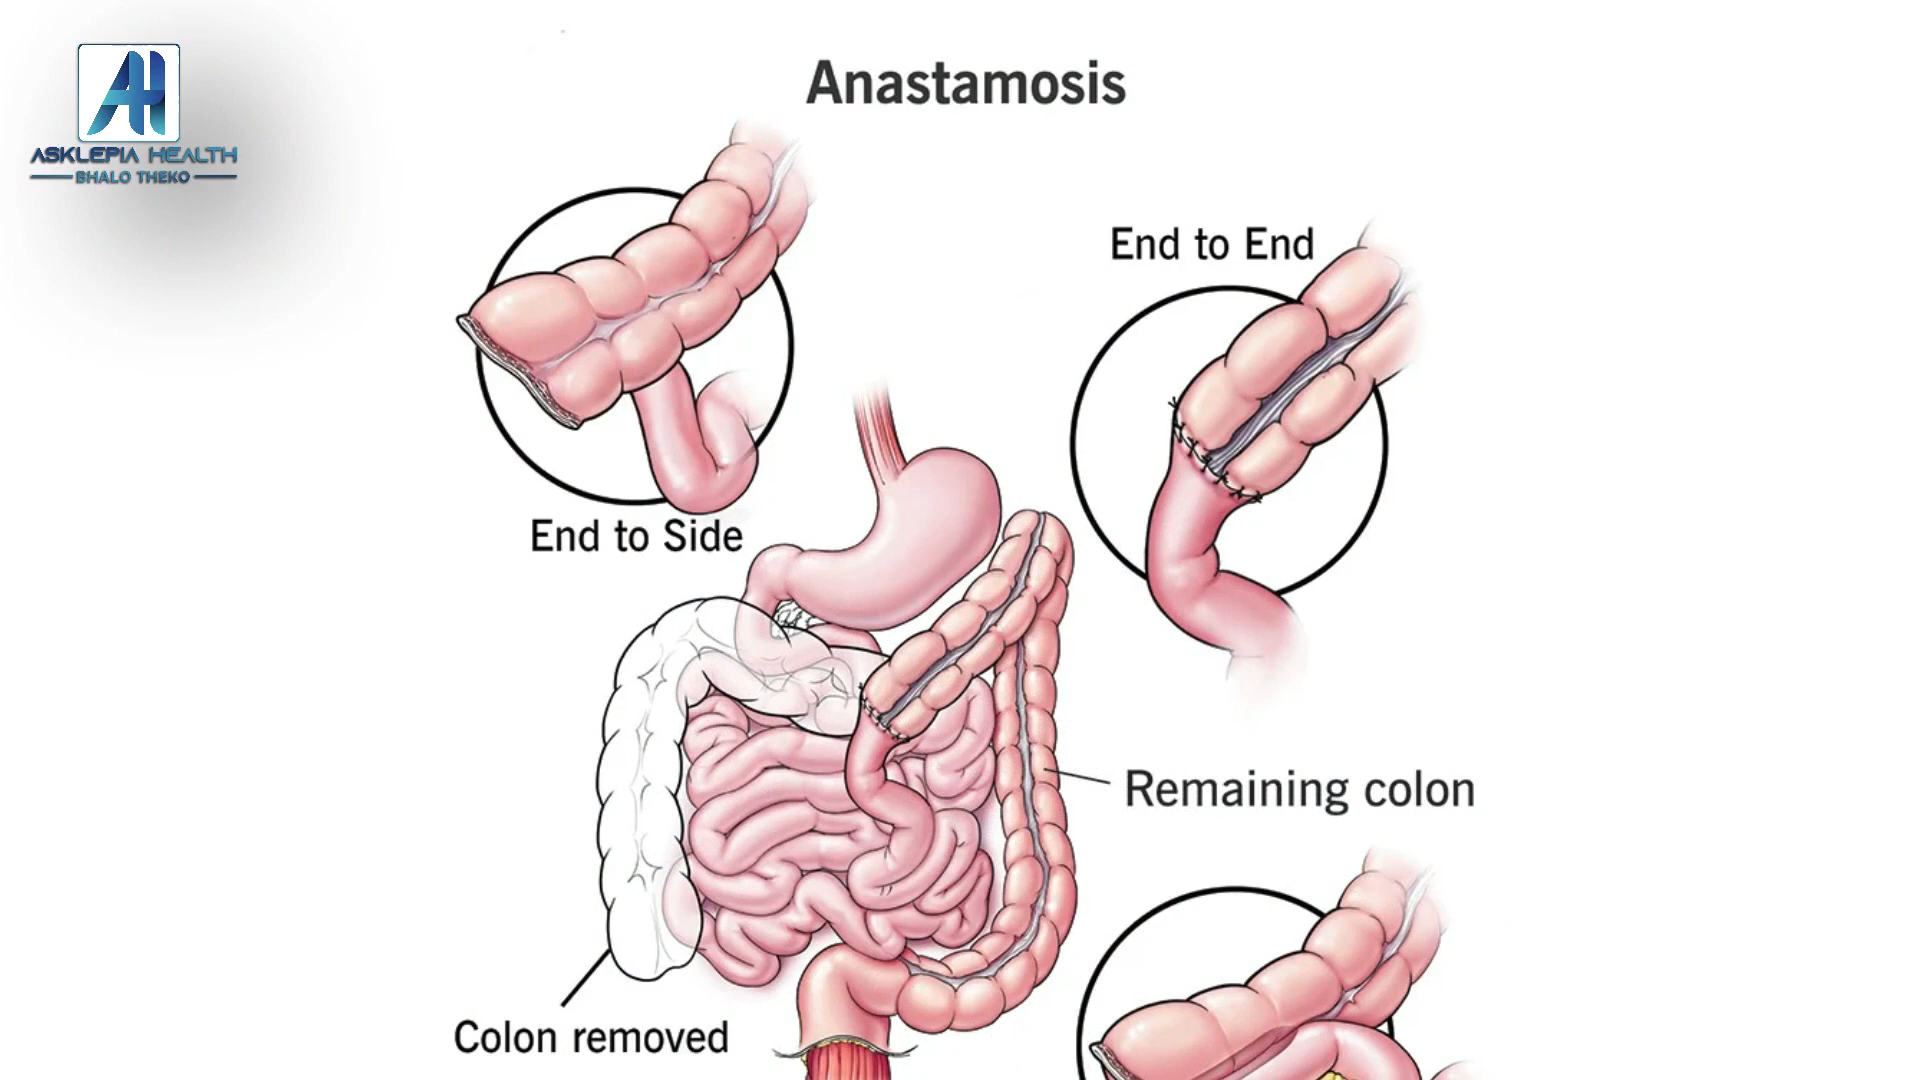 ASKLEPIA HEALTH
BHALO THEKO
Anastamosis
End to End
End to Side
Remaining colon
Colon removed